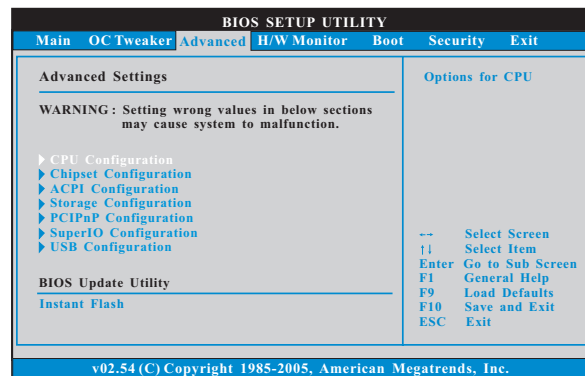 BIOS SETUP UTILITY
Main OC Tweaker Advanced H/W Monitor Boot Security Exit
Advanced Settings
WARNING : Setting wrong values in below sections
may cause system to malfunction.
CPU Configuration
Chipset Configuration
ACPI Configuration
Storage Configuration
PCIPnP Configuration
SuperIO Configuration
USB Configuration
BIOS Update Utility
Instant Flash
Options for CPU
←→ Select Screen
↑↓ Select Item
Enter Go to Sub Screen
F1 General Help
F9 Load Defaults
F10 Save and Exit
ESC Exit
v02.54 (C) Copyright 1985-2005, American Megatrends, Inc.